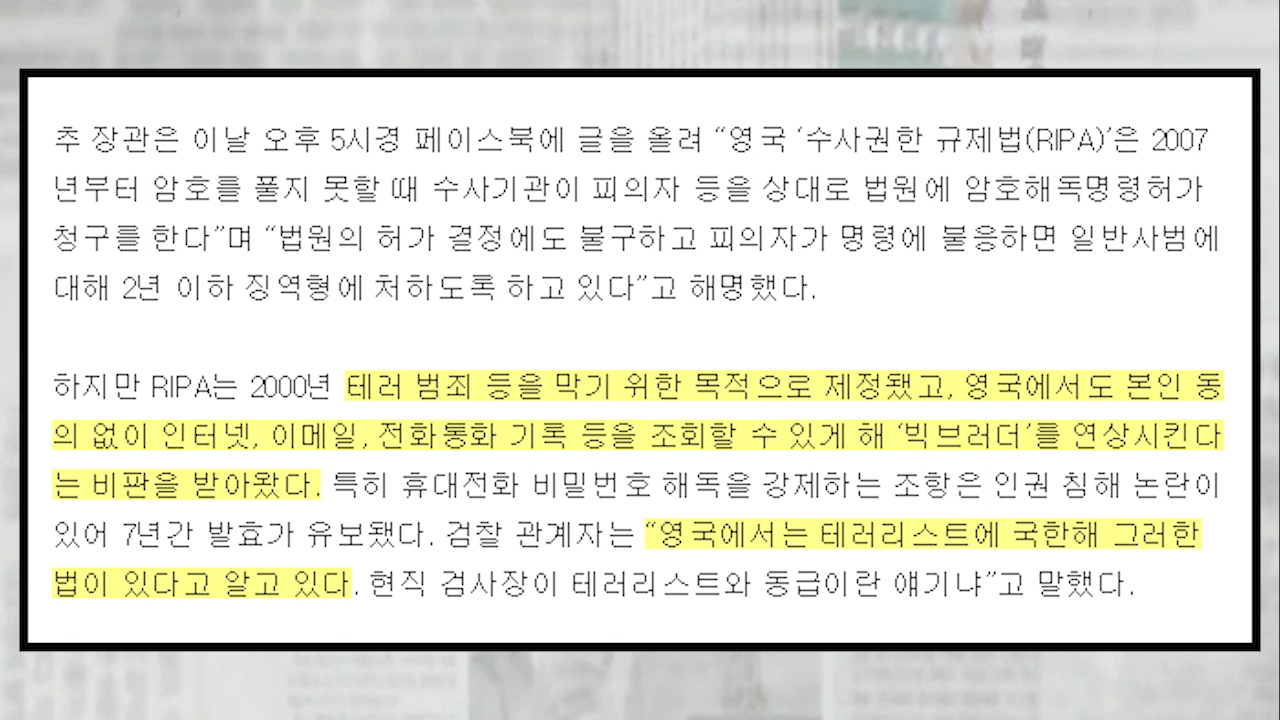 추 장관은 이날 오후 5시경 페이스북에 글을 올려 “영국 ‘수사권한 규제법(RIPA)’은 2007
년부터 암호를 풀지 못할 때 수사기관이 피의자 등을 상대로 법원에 암호해독명령허가
청구를 한다”며 “법원의 허가 결정에도 불구하고 피의자가 명령에 불응하면 일반사범에
대해 2년 이하 징역형에 처하도록 하고 있다”고 해명했다.
하지만 RIPA는 2000년 테러 범죄 등을 막기 위한 목적으로 제정됐고, 영국에서도 본인 동
의 없이 인터넷, 이메일, 전화통화 기록 등을 조회할 수 있게 해 ‘빅브러더’를 연상시킨다
는 비판을 받아왔다. 특히 휴대전화 비밀번호 해독을 강제하는 조항은 인권 침해 논란이
있어 7년간 발효가 유보됐다. 검찰 관계자는 “영국에서는 테러리스트에 국한해 그러한
법이 있다고 알고 있다. 현직 검사장이 테러리스트와 동급이란 얘기냐”고 말했다.